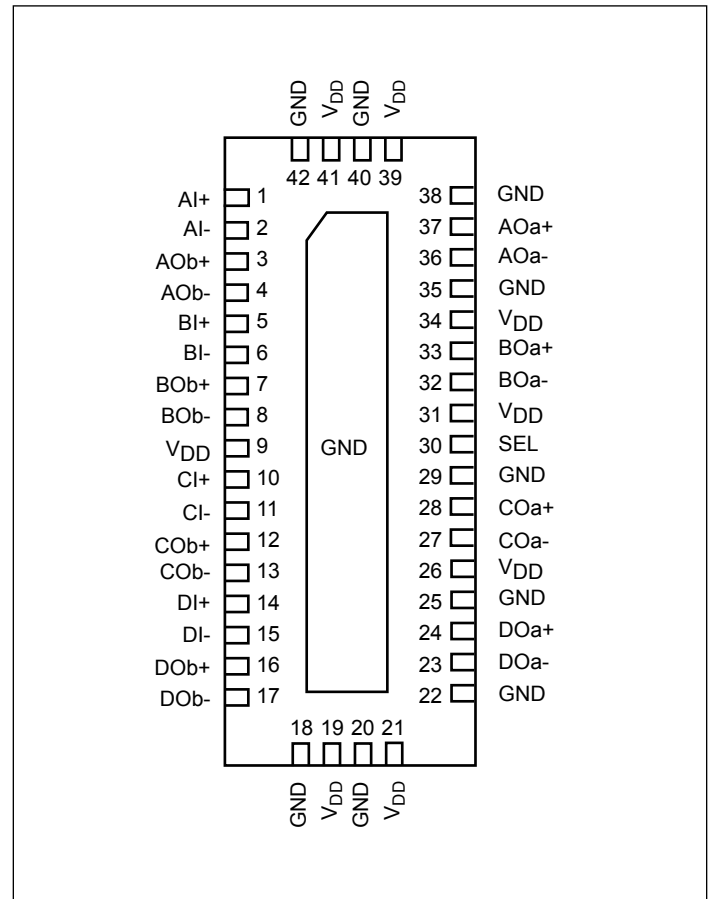 GND VDD GND VDD
42 41 40 39
AI+ 1 38 GND
AI- 2 37 AOa+
AOb+ 3 36 AOa-
AOb- 4 35 GND
BI+ 5 34 VDD
BI- 6 33 BOa+
BOb+ 7 32 BOa-
BOb- 8 31 VDD
VDD 9 GND 30 SEL
CI+ 10 29 GND
CI- 11 28 COa+
COb+ 12 27 COa-
COb- 13 26 VDD
DI+ 14 25 GND
DI- 15 24 DOa+
DOb+ 16 23 DOa-
DOb- 17 22 GND
18 19 20 21
GND VDD GND VDD